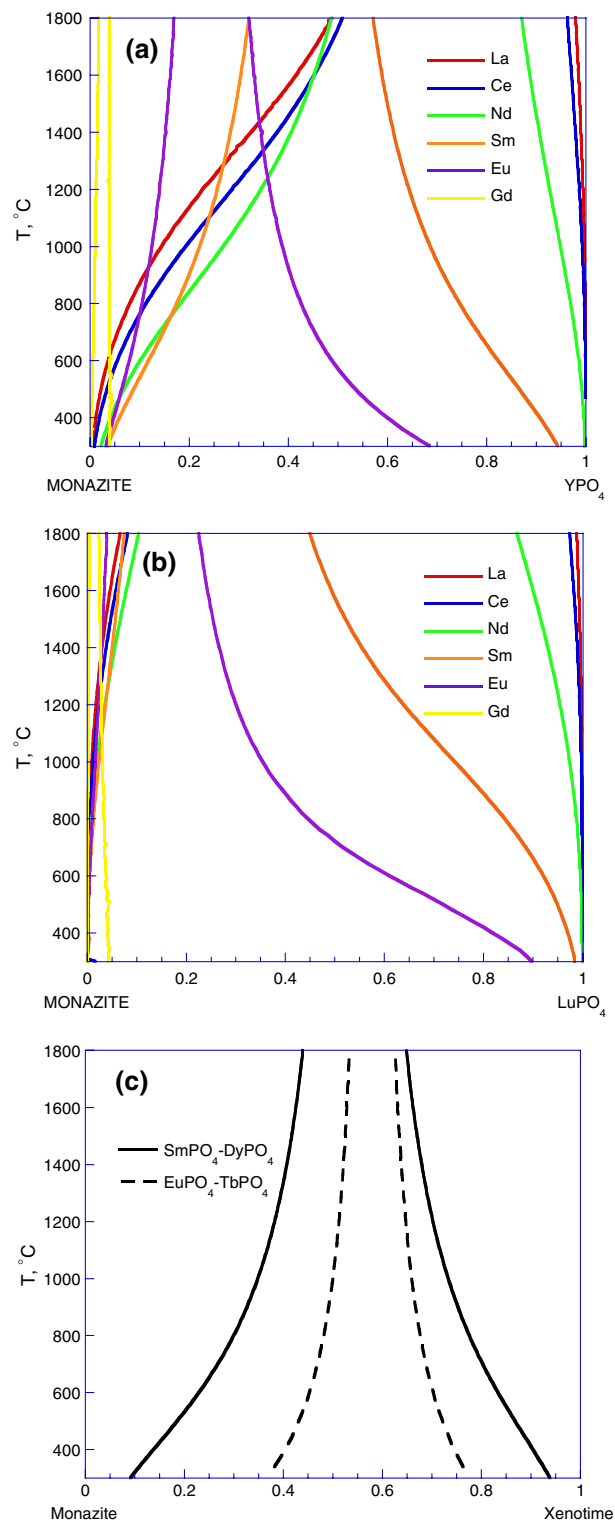 (a)
1800
1600
1400
1200
1000
800
600
400
T, °C
La
Ce
Nd
Sm
Eu
Gd
0 0.2 0.4 0.6 0.8 1
MONAZITE YPO4
(b)
1800
1600
1400
1200
1000
800
600
400
T, °C
La
Ce
Nd
Sm
Eu
Gd
0 0.2 0.4 0.6 0.8 1
MONAZITE LuPO4
(c)
1800
1600
1400
1200
1000
800
600
400
T, °C
SmPO4-DyPO4
EuPO4-TbPO4
0 0.2 0.4 0.6 0.8 1
Monazite Xenotime